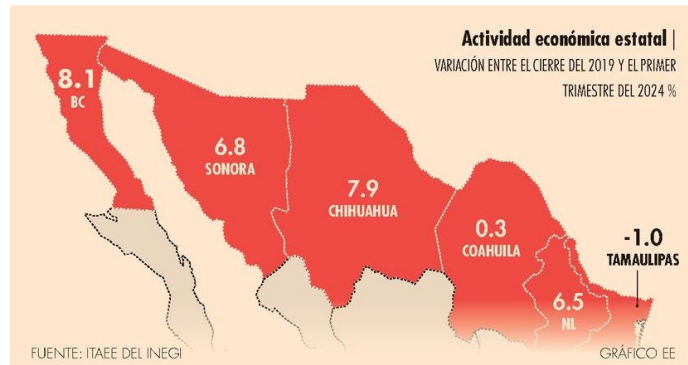 Actividad económica estatal |
VARIACIÓN ENTRE EL CIERRE DEL 2019 Y EL PRIMER
TRIMESTRE DEL 2024 %
8.1
BC
6.8
SONORA
7.9
CHIHUAHUA
0.3
COAHUILA
-1.0
TAMAULIPAS
6.5
NL
FUENTE: ITAEE DEL INEGI
GRÁFICO EE